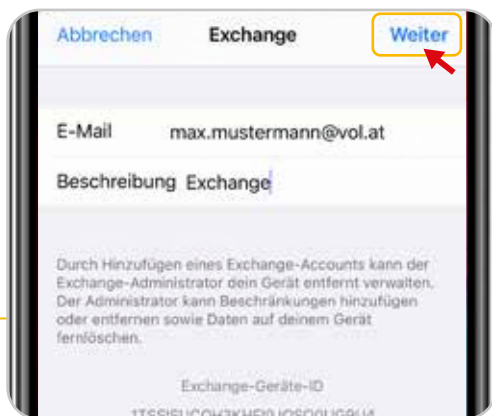 Abbrechen Exchange Weiter
E-Mail max.mustermann@vol.at
Beschreibung Exchange
Durch Hinzufügen eines Exchange-Accounts kann der
Exchange-Administrator dein Gerät entfernt verwalten.
Der Administrator kann Beschränkungen hinzufügen
oder entfernen sowie Daten auf deinem Gerät
fernlöschen.
Exchange-Geräte-ID